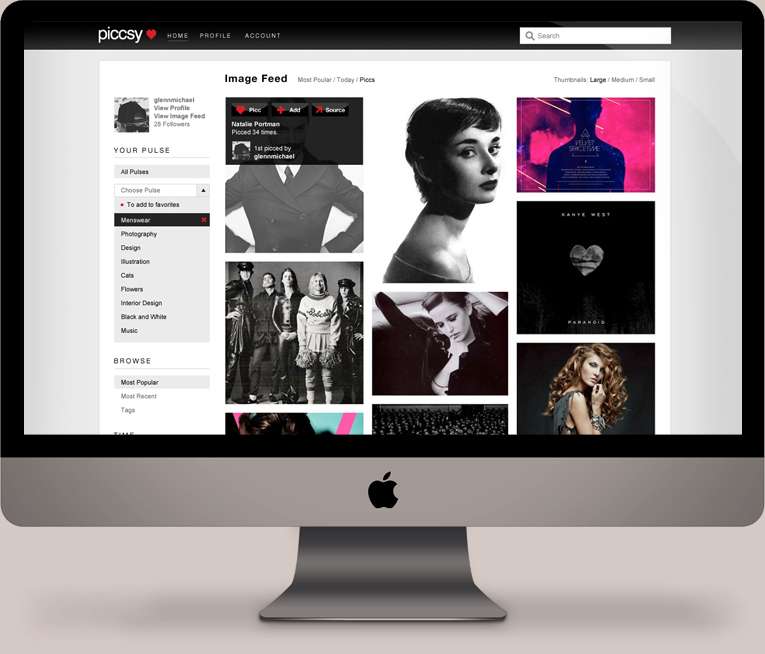 piccsy HOME PROFILE ACCOUNT Search
Image Feed Most Poular / Today / Piccs Thumbnails: Large / Medium / Small
glennmichael
View Profile
View Image Feed
28 Followers
YOUR PULSE
All Pulses
Choose Pulse
To add to favorites
Menswear
Photography
Design
Illustration
Cats
Flowers
Interior Design
Black and White
Music
BROWSE
Most Popular
Most Recent
Tags
TIME
Picc Add Source
Natalie Portman
Picced 34 times.
1st picced by
glennmichael
VELVET
SPACETIME
KANYE WEST
PARANOID